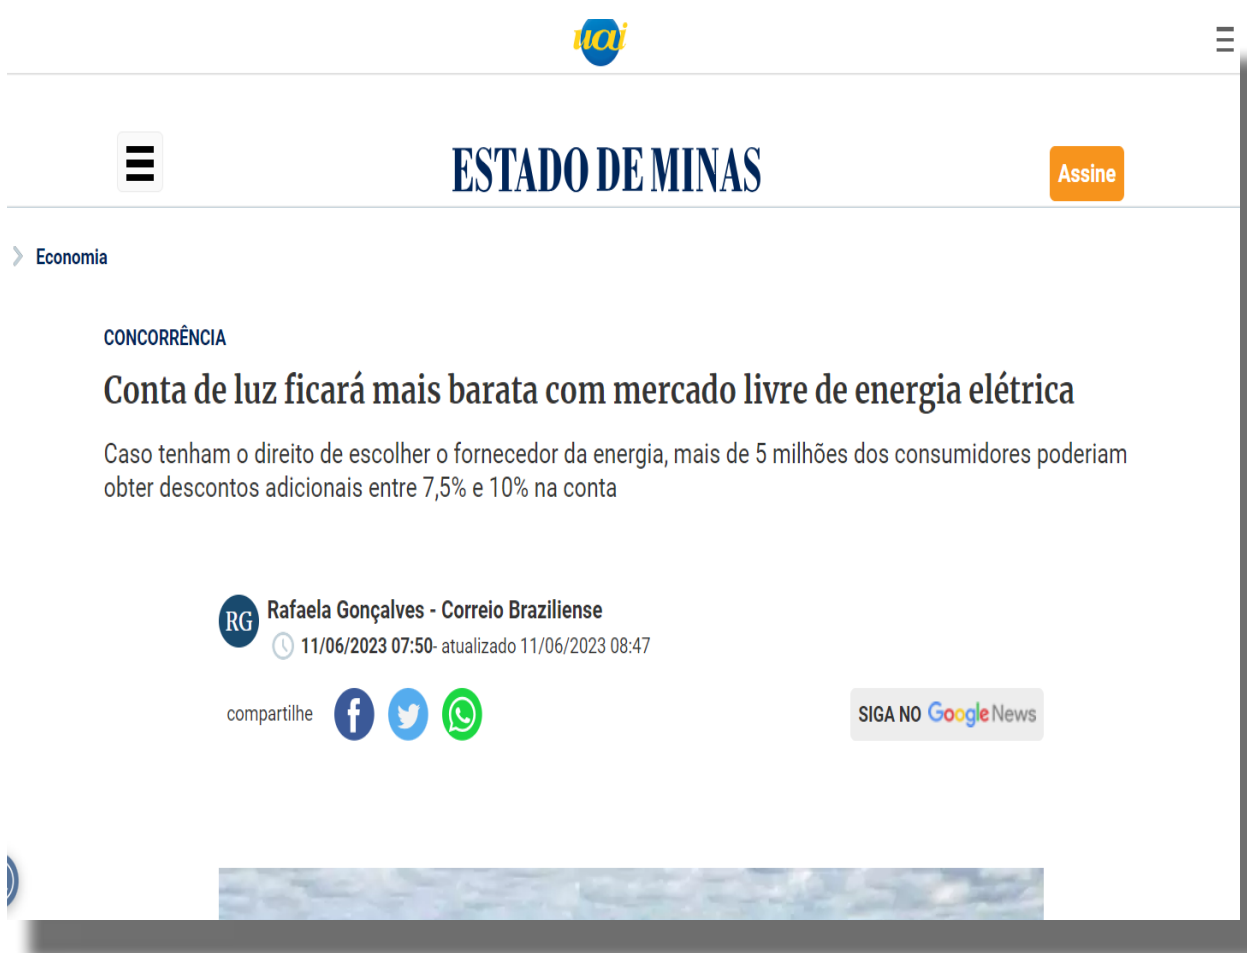 uai
ESTADO DE MINAS
Assine
Economia
CONCORRÊNCIA
Conta de luz ficará mais barata com mercado livre de energia elétrica
Caso tenham o direito de escolher o fornecedor da energia, mais de 5 milhões dos consumidores poderiam
obter descontos adicionais entre 7,5% e 10% na conta
RG
Rafaela Gonçalves - Correio Braziliense
11/06/2023 07:50- atualizado 11/06/2023 08:47
compartilhe
SIGA NO Google News